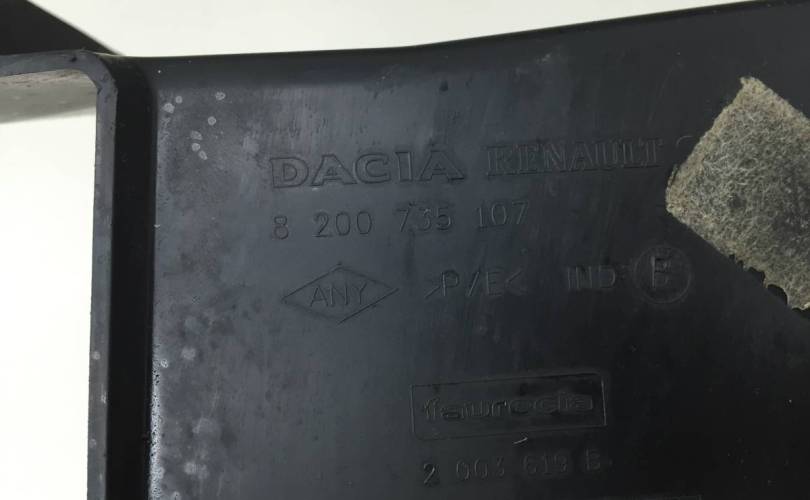 DACIA RENAULT
8 200 735 107
ANY >P/E< IND B
faurecia
2 003 619 B